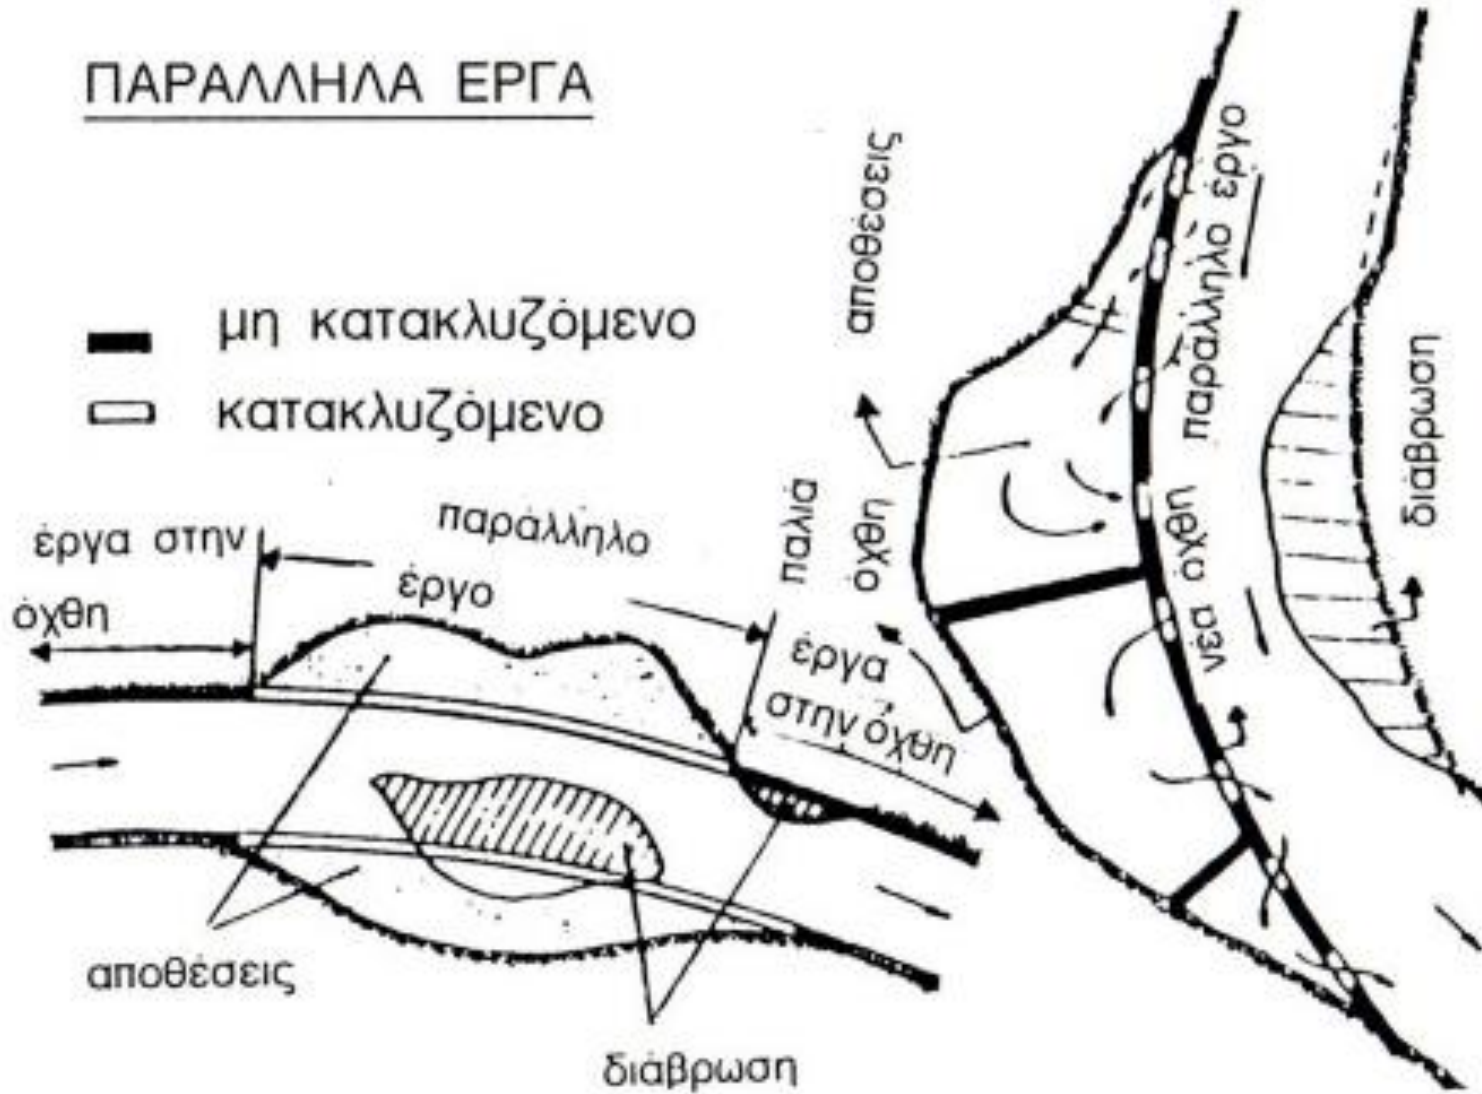 ΠΑΡΑΛΛΗΛΑ ΕΡΓΑ
μη κατακλυζόμενο
κατακλυζόμενο
έργα στην
όχθη
παράλληλο
έργο
παλιά
όχθη
έργα
στην όχθη
αποθέσεις
διάβρωση
αποθέσεις
παράλληλο έργο
νέα όχθη
διάβρωση